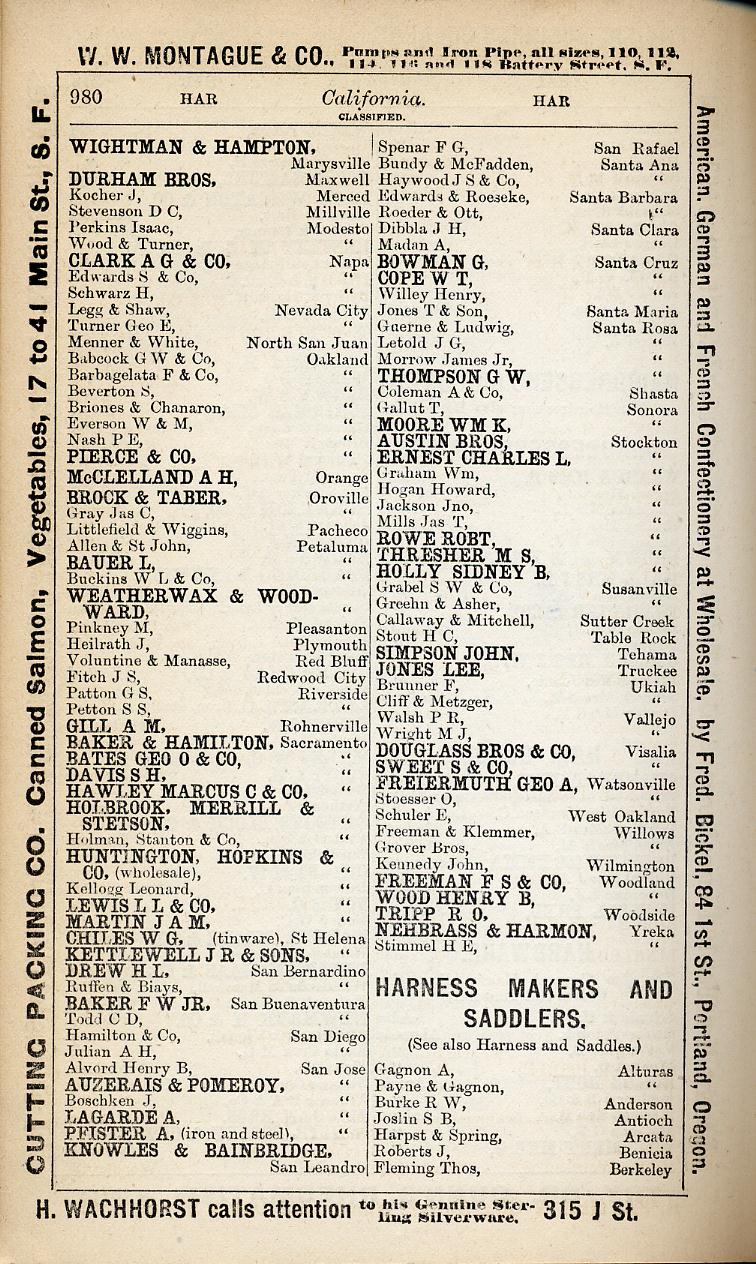 W. W. MONTAGUE & CO., Pumps and Iron Pipe, all sizes, 110, 112,
114, 116 and 118 Battery Street, S. F.
980 HAR California. HAR
CLASSIFIED.
WIGHTMAN & HAMPTON,
Marysville
DURHAM BROS, Maxwell
Kocher J, Merced
Stevenson D C, Millville
Perkins Isaac, Modesto
Wood & Turner, “
CLARK A G & CO, Napa
Edwards S & Co, “
Schwarz H, “
Legg & Shaw, Nevada City
Turner Geo E, “
Menner & White, North San Juan
Babcock G W & Co, Oakland
Barbagelata F & Co, “
Beverton S, “
Briones & Chanaron, “
Everson W & M, “
Nash P E, “
PIERCE & CO, “
McCLELLAND A H, Orange
BROCK & TABER, Oroville
Gray Jas C, “
Littlefield & Wiggins, Pacheco
Allen & St John, Petaluma
BAUER L, “
Buckins W L & Co, “
WEATHERWAX & WOOD-
WARD, “
Pinkney M, Pleasanton
Heilrath J, Plymouth
Voluntine & Manasse, Red Bluff
Fitch J S, Redwood City
Patton G S, Riverside
Petton S S, “
GILL A M, Rohnerville
BAKER & HAMILTON, Sacramento
BATES GEO O & CO, “
DAVIS S H, “
HAWLEY MARCUS C & CO, “
HOLBROOK, MERRILL &
STETSON, “
Holman, Stanton & Co, “
HUNTINGTON, HOPKINS &
CO, (wholesale), “
Kellogg Leonard, “
LEWIS L L & CO, “
MARTIN J A M, “
CHILES W G, (tinware), St Helena
KETTLEWELL J R & SONS, “
DREW H L, San Bernardino
Ruffen & Biays, “
BAKER F W JR, San Buenaventura
Todd C D, “
Hamilton & Co, San Diego
Julian A H, “
Alvord Henry B, San Jose
AUZERAIS & POMEROY, “
Boschken J, “
LAGARDE A, “
PFISTER A, (iron and steel), “
KNOWLES & BAINBRIDGE,
San Leandro
Spenar F G, San Rafael
Bundy & McFadden, Santa Ana
Haywood J S & Co, “
Edwards & Roeseke, Santa Barbara
Roeder & Ott, “
Dibbla J H, Santa Clara
Madan A, “
BOWMAN G, Santa Cruz
COPE W T, “
Willey Henry, “
Jones T & Son, Santa Maria
Guerne & Ludwig, Santa Rosa
Letold J G, “
Morrow James Jr, “
THOMPSON G W, “
Coleman A & Co, Shasta
Gallut T, Sonora
MOORE WM K, “
AUSTIN BROS, Stockton
ERNEST CHARLES L, “
Graham Wm, “
Hogan Howard, “
Jackson Jno, “
Mills Jas T, “
ROWE ROBT, “
THRESHER M S, “
HOLLY SIDNEY B, “
Grabel S W & Co, Susanville
Greehn & Asher, “
Callaway & Mitchell, Sutter Creek
Stout H C, Table Rock
SIMPSON JOHN, Tehama
JONES LEE, Truckee
Brunner F, Ukiah
Cliff & Metzger, “
Walsh P R, Vallejo
Wright M J, “
DOUGLASS BROS & CO, Visalia
SWEET S & CO, “
FREIERMUTH GEO A, Watsonville
Stoesser O, “
Schuler E, West Oakland
Freeman & Klemmer, Willows
Grover Bros, “
Kennedy John, Wilmington
FREEMAN F S & CO, Woodland
WOOD HENRY B, “
TRIPP R O, Woodside
NEHBRASS & HARMON, Yreka
Stimmel H E, “
HARNESS MAKERS AND
SADDLERS.
(See also Harness and Saddles.)
Gagnon A, Alturas
Payne & Gagnon, “
Burke R W, Anderson
Joslin S B, Antioch
Harpst & Spring, Arcata
Roberts J, Benicia
Fleming Thos, Berkeley
H. WACHHORST calls attention to his Genuine Ster-
ling Silverware. 315 J St.
CUTTING PACKING CO. Canned Salmon, Vegetables, 17 to 41 Main St., S. F.
American, German and French Confectionery at Wholesale, by Fred. Bickel, 84 1st St., Portland, Oregon.